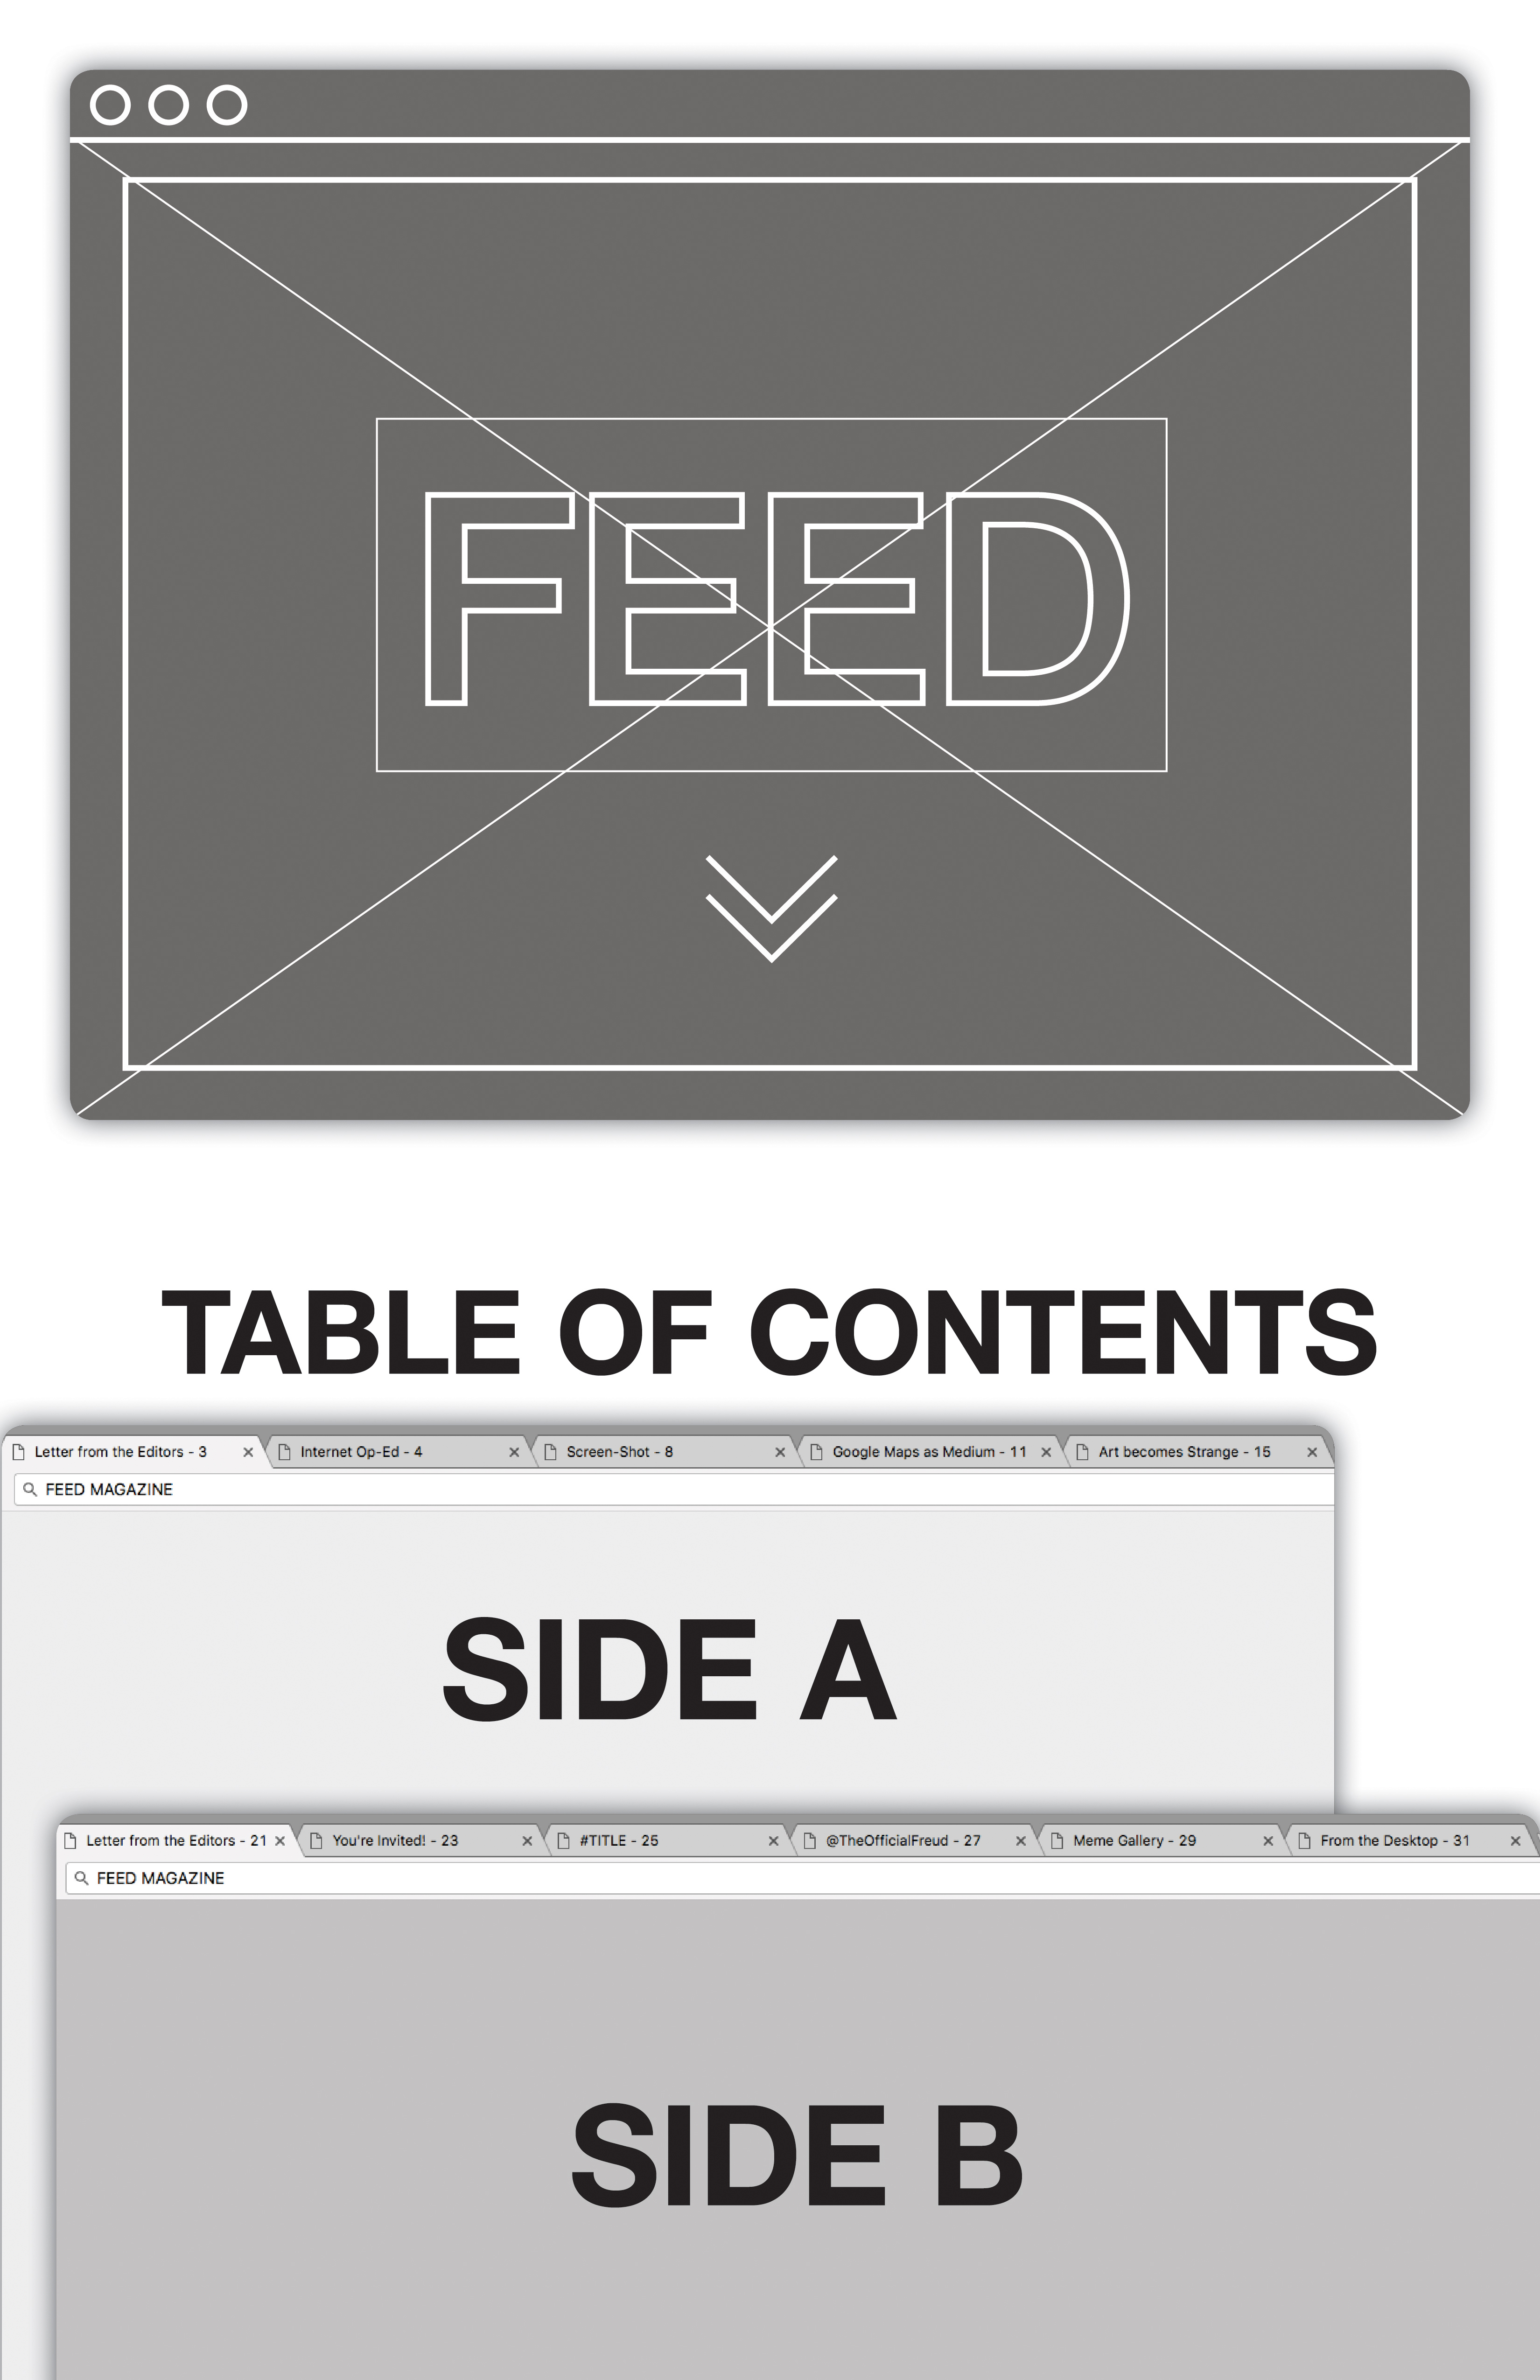 FEED
TABLE OF CONTENTS
Letter from the Editors - 3 Internet Op-Ed - 4 Screen-Shot - 8 Google Maps as Medium - 11 Art becomes Strange - 15
FEED MAGAZINE
SIDE A
Letter from the Editors - 21 You're Invited! - 23 #TITLE - 25 @TheOfficialFreud - 27 Meme Gallery - 29 From the Desktop - 31
FEED MAGAZINE
SIDE B